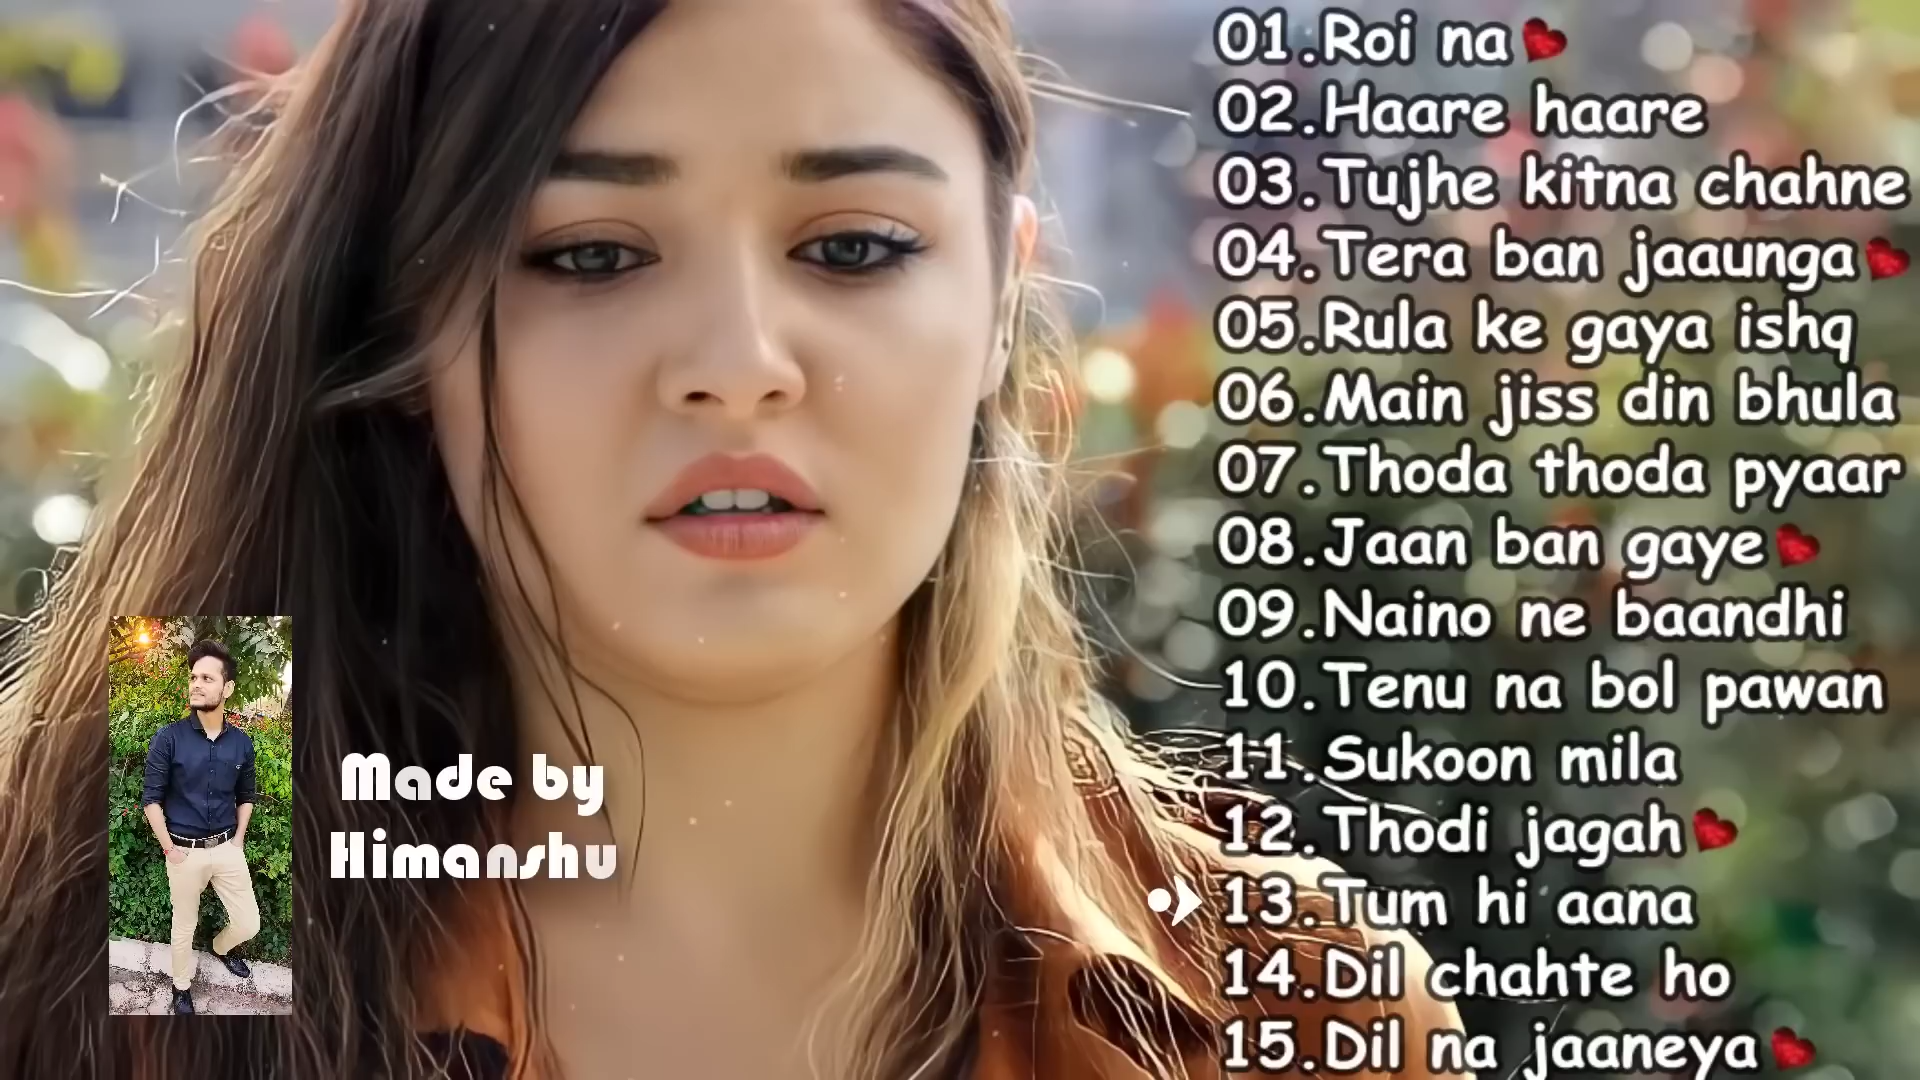 01.Roi na
02.Haare haare
03.Tujhe kitna chahne
04.Tera ban jaaunga
05.Rula ke gaya ishq
06.Main jiss din bhula
07.Thoda thoda pyaar
08.Jaan ban gaye
09.Naino ne baandhi
10.Tenu na bol pawan
11.Sukoon mila
12.Thodi jagah
13.Tum hi aana
14.Dil chahte ho
15.Dil na jaaneya
Made by
Himanshu